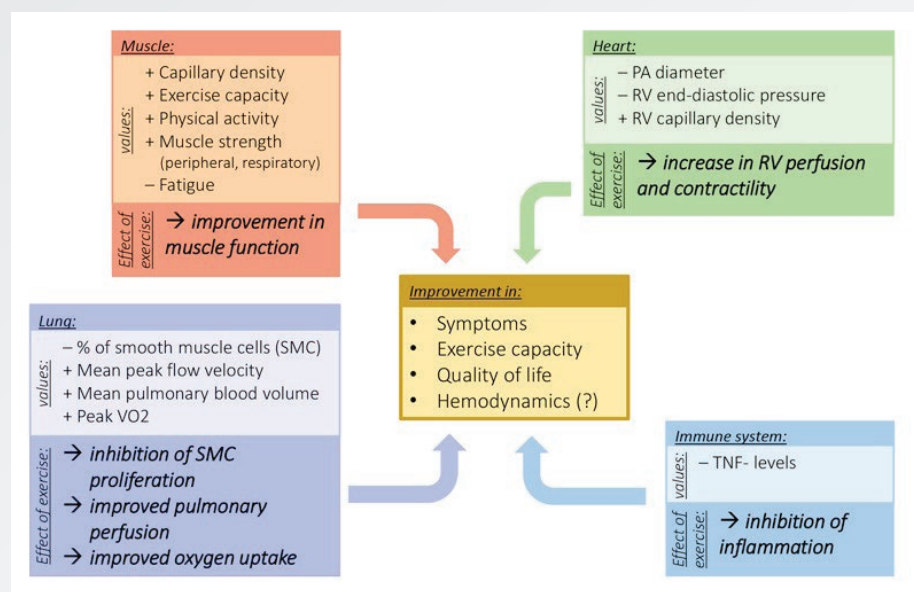 Muscle:
values:
+ Capillary density
+ Exercise capacity
+ Physical activity
+ Muscle strength
(peripheral, respiratory)
– Fatigue
Effect of
exercise:
→ improvement in
muscle function
Heart:
values:
– PA diameter
– RV end-diastolic pressure
+ RV capillary density
Effect of
exercise:
→ increase in RV perfusion
and contractility
Improvement in:
• Symptoms
• Exercise capacity
• Quality of life
• Hemodynamics (?)
Lung:
values:
– % of smooth muscle cells (SMC)
+ Mean peak flow velocity
+ Mean pulmonary blood volume
+ Peak VO2
Effect of exercise:
→ inhibition of SMC
proliferation
→ improved pulmonary
perfusion
→ improved oxygen uptake
Immune system:
values:
– TNF- levels
Effect of
exercise:
→ inhibition of
inflammation